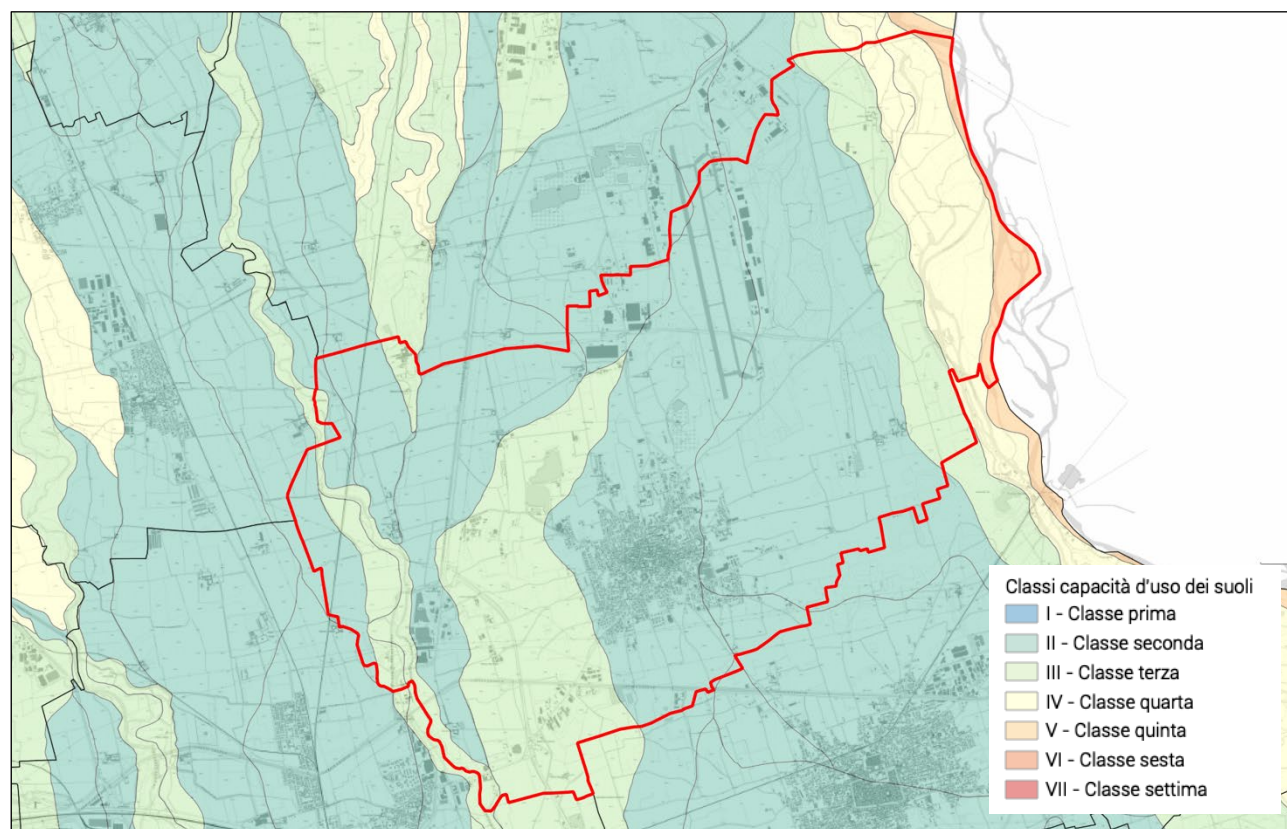 Classi capacità d'uso dei suoli
I - Classe prima
II - Classe seconda
III - Classe terza
IV - Classe quarta
V - Classe quinta
VI - Classe sesta
VII - Classe settima